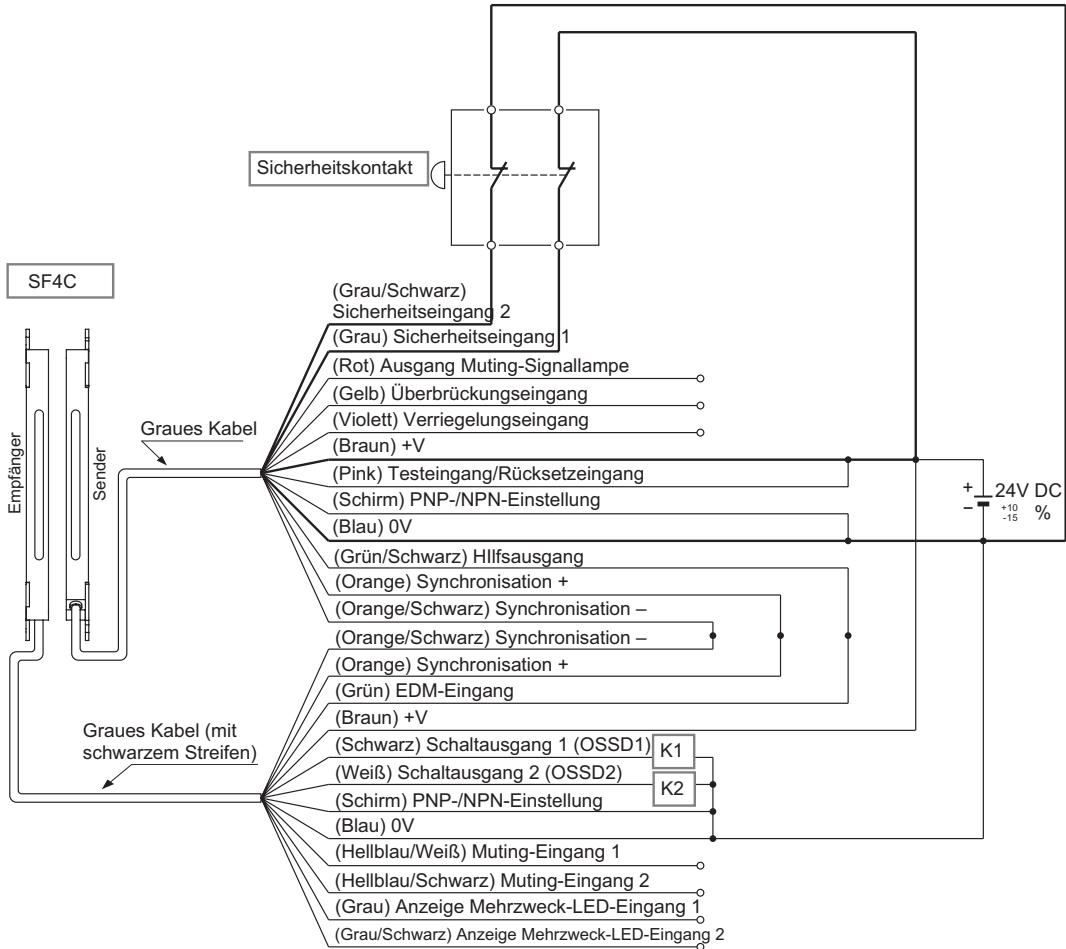 Sicherheitskontakt
SF4C
(Grau/Schwarz)
Sicherheitseingang 2
(Grau) Sicherheitseingang 1
(Rot) Ausgang Muting-Signallampe
(Gelb) Überbrückungseingang
(Violett) Verriegelungseingang
(Braun) +V
(Pink) Testeingang/Rücksetzeingang
(Schirm) PNP-/NPN-Einstellung
(Blau) 0V
(Grün/Schwarz) HIlfsausgang
(Orange) Synchronisation +
(Orange/Schwarz) Synchronisation –
Graues Kabel
Empfänger
Sender
+
–
24V DC
+10
-15
%
(Orange/Schwarz) Synchronisation –
(Orange) Synchronisation +
(Grün) EDM-Eingang
(Braun) +V
(Schwarz) Schaltausgang 1 (OSSD1)
K1
(Weiß) Schaltausgang 2 (OSSD2)
K2
(Schirm) PNP-/NPN-Einstellung
(Blau) 0V
(Hellblau/Weiß) Muting-Eingang 1
(Hellblau/Schwarz) Muting-Eingang 2
(Grau) Anzeige Mehrzweck-LED-Eingang 1
(Grau/Schwarz) Anzeige Mehrzweck-LED-Eingang 2
Graues Kabel (mit
schwarzem Streifen)